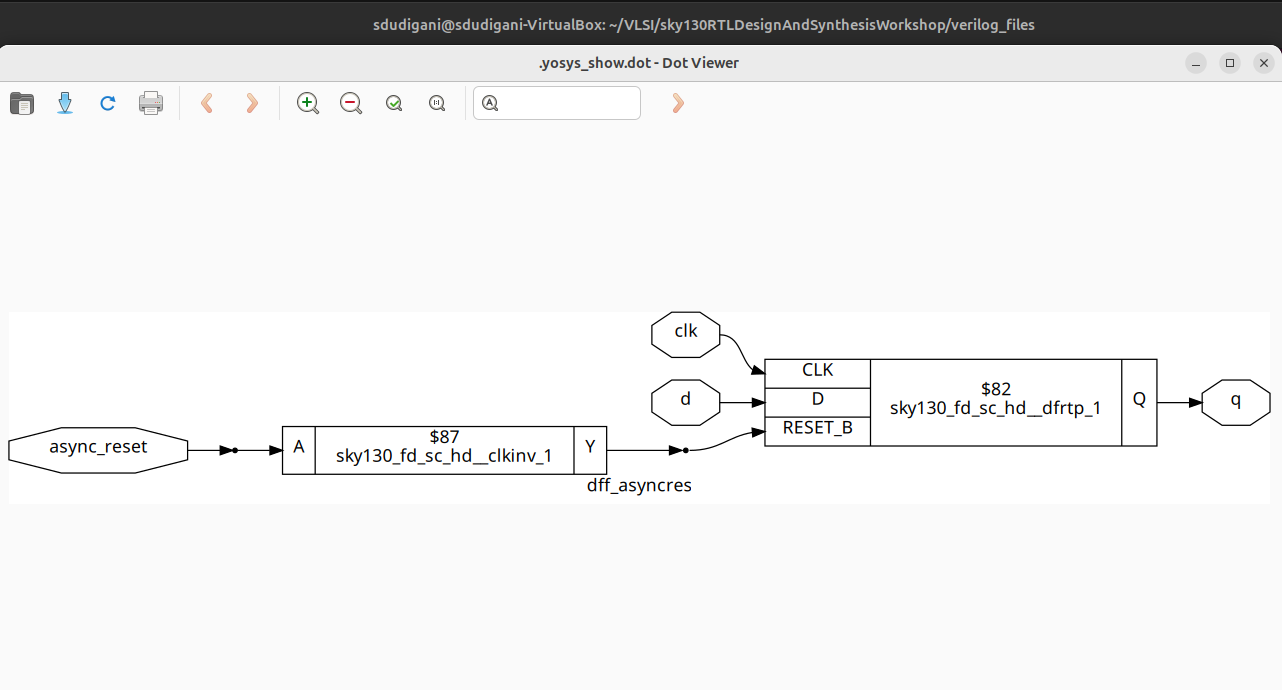 sdudigani@sdudigani-VirtualBox: ~/VLSI/sky130RTLDesignAndSynthesisWorkshop/verilog_files
.yosys_show.dot - Dot Viewer
clk
CLK
d
D
$82
sky130_fd_sc_hd__dfrtp_1
Q
q
RESET_B
async_reset
A
$87
sky130_fd_sc_hd__clkinv_1
Y
dff_asyncres